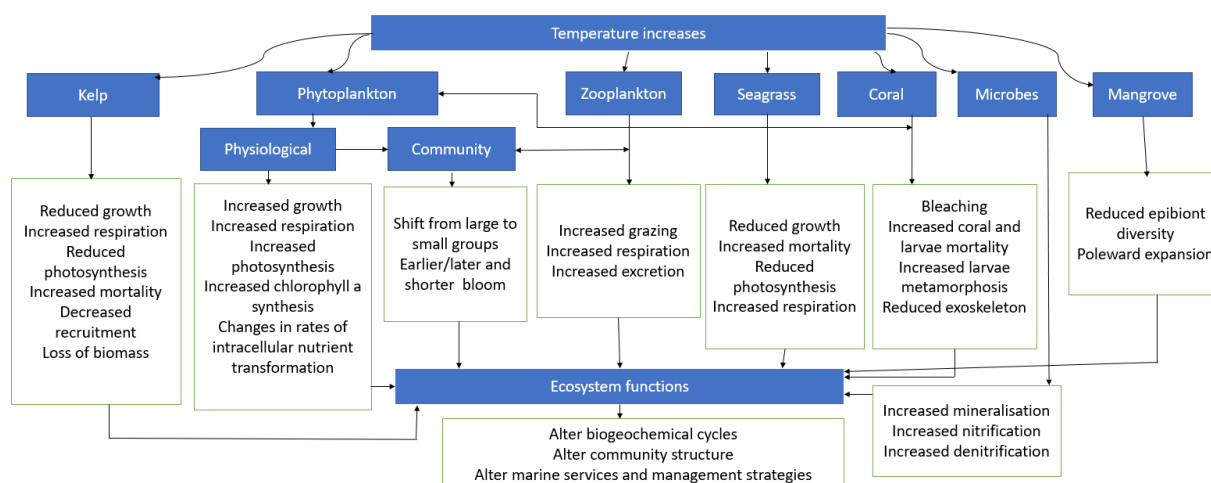 Temperature increases
Kelp
Phytoplankton
Zooplankton
Seagrass
Coral
Microbes
Mangrove
Physiological
Community
Reduced growth
Increased respiration
Reduced
photosynthesis
Increased mortality
Decreased
recruitment
Loss of biomass
Increased growth
Increased respiration
Increased
photosynthesis
Increased chlorophyll a
synthesis
Changes in rates of
intracellular nutrient
transformation
Shift from large to
small groups
Earlier/later and
shorter bloom
Increased grazing
Increased respiration
Increased excretion
Reduced growth
Increased mortality
Reduced
photosynthesis
Increased respiration
Bleaching
Increased coral and
larvae mortality
Increased larvae
metamorphosis
Reduced exoskeleton
Reduced epibiont
diversity
Poleward expansion
Ecosystem functions
Increased mineralisation
Increased nitrification
Increased denitrification
Alter biogeochemical cycles
Alter community structure
Alter marine services and management strategies